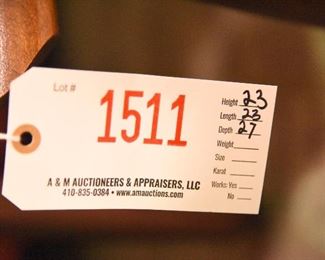 Lot #
1511
Height 23
Length 23
Depth 27
Weight
Size
Karat
Works: Yes
No
A & M AUCTIONEERS & APPRAISERS, LLC
410-835-0384 • www.amauctions.com